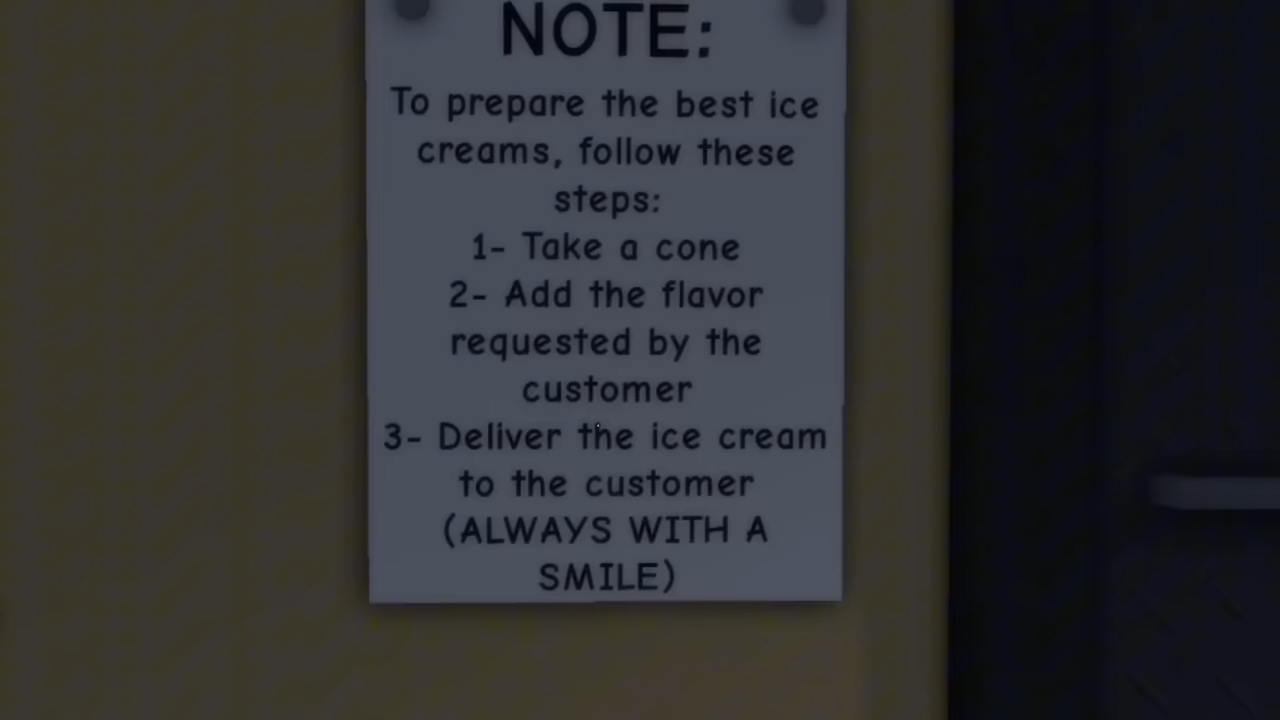 NOTE:
To prepare the best ice
creams, follow these
steps:
1- Take a cone
2- Add the flavor
requested by the
customer
3- Deliver the ice cream
to the customer
(ALWAYS WITH A
SMILE)